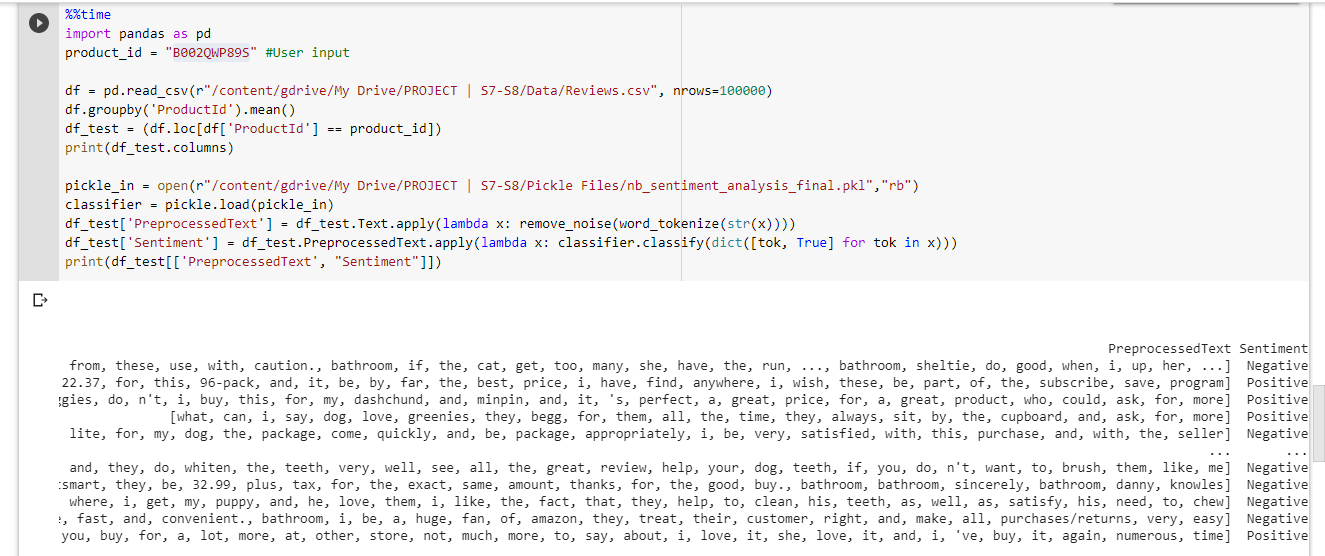 %%time
import pandas as pd
product_id = "B002QWP89S" #User input
df = pd.read_csv(r"/content/gdrive/My Drive/PROJECT | S7-S8/Data/Reviews.csv", nrows=100000)
df.groupby('ProductId').mean()
df_test = (df.loc[df['ProductId'] == product_id])
print(df_test.columns)
pickle_in = open(r"/content/gdrive/My Drive/PROJECT | S7-S8/Pickle Files/nb_sentiment_analysis_final.pkl","rb")
classifier = pickle.load(pickle_in)
df_test['PreprocessedText'] = df_test.Text.apply(lambda x: remove_noise(word_tokenize(str(x))))
df_test['Sentiment'] = df_test.PreprocessedText.apply(lambda x: classifier.classify(dict([tok, True] for tok in x)))
print(df_test[['PreprocessedText', "Sentiment"]])
PreprocessedText Sentiment
from, these, use, with, caution., bathroom, if, the, cat, get, too, many, she, have, the, run, ..., bathroom, sheltie, do, good, when, i, up, her, ...] Negative
22.37, for, this, 96-pack, and, it, be, by, far, the, best, price, i, have, find, anywhere, i, wish, these, be, part, of, the, subscribe, save, program] Positive
ggies, do, n't, i, buy, this, for, my, dashchund, and, minpin, and, it, 's, perfect, a, great, price, for, a, great, product, who, could, ask, for, more] Positive
[what, can, i, say, dog, love, greenies, they, begg, for, them, all, the, time, they, always, sit, by, the, cupboard, and, ask, for, more] Positive
lite, for, my, dog, the, package, come, quickly, and, be, package, appropriately, i, be, very, satisfied, with, this, purchase, and, with, the, seller] Negative
... ...
and, they, do, whiten, the, teeth, very, well, see, all, the, great, review, help, your, dog, teeth, if, you, do, n't, want, to, brush, them, like, me] Negative
smart, they, be, 32.99, plus, tax, for, the, exact, same, amount, thanks, for, the, good, buy., bathroom, bathroom, sincerely, bathroom, danny, knowles] Negative
where, i, get, my, puppy, and, he, love, them, i, like, the, fact, that, they, help, to, clean, his, teeth, as, well, as, satisfy, his, need, to, chew] Negative
, fast, and, convenient., bathroom, i, be, a, huge, fan, of, amazon, they, treat, their, customer, right, and, make, all, purchases/returns, very, easy] Negative
you, buy, for, a, lot, more, at, other, store, not, much, more, to, say, about, i, love, it, she, love, it, and, i, 've, buy, it, again, numerous, time] Positive